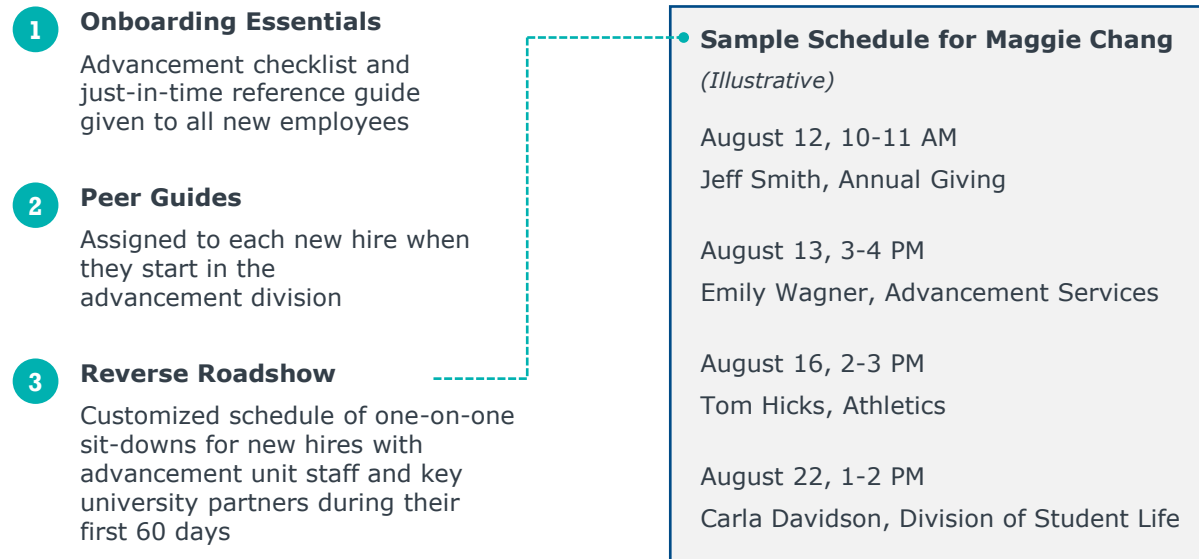 1
Onboarding Essentials
Advancement checklist and
just-in-time reference guide
given to all new employees
2
Peer Guides
Assigned to each new hire when
they start in the
advancement division
3
Reverse Roadshow
Customized schedule of one-on-one
sit-downs for new hires with
advancement unit staff and key
university partners during their
first 60 days
Sample Schedule for Maggie Chang
(Illustrative)
August 12, 10-11 AM
Jeff Smith, Annual Giving
August 13, 3-4 PM
Emily Wagner, Advancement Services
August 16, 2-3 PM
Tom Hicks, Athletics
August 22, 1-2 PM
Carla Davidson, Division of Student Life